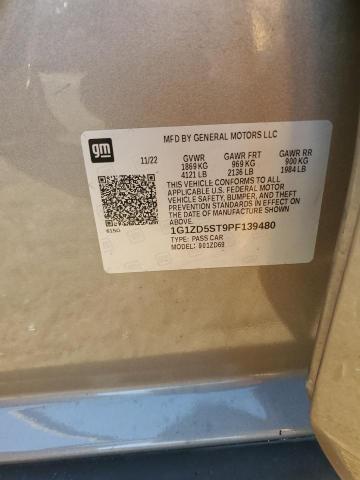 gm
MFD BY GENERAL MOTORS LLC
11/22 GVWR GAWR FRT GAWR RR
1869 KG 969 KG 900 KG
4121 LB 2136 LB 1984 LB
THIS VEHICLE CONFORMS TO ALL
APPLICABLE U.S. FEDERAL MOTOR
VEHICLE SAFETY, BUMPER, AND THEFT
PREVENTION STANDARDS IN EFFECT ON
THE DATE OF MANUFACTURE SHOWN
ABOVE.
1G1ZD5ST9PF139480
TYPE: PASS CAR
MODEL: